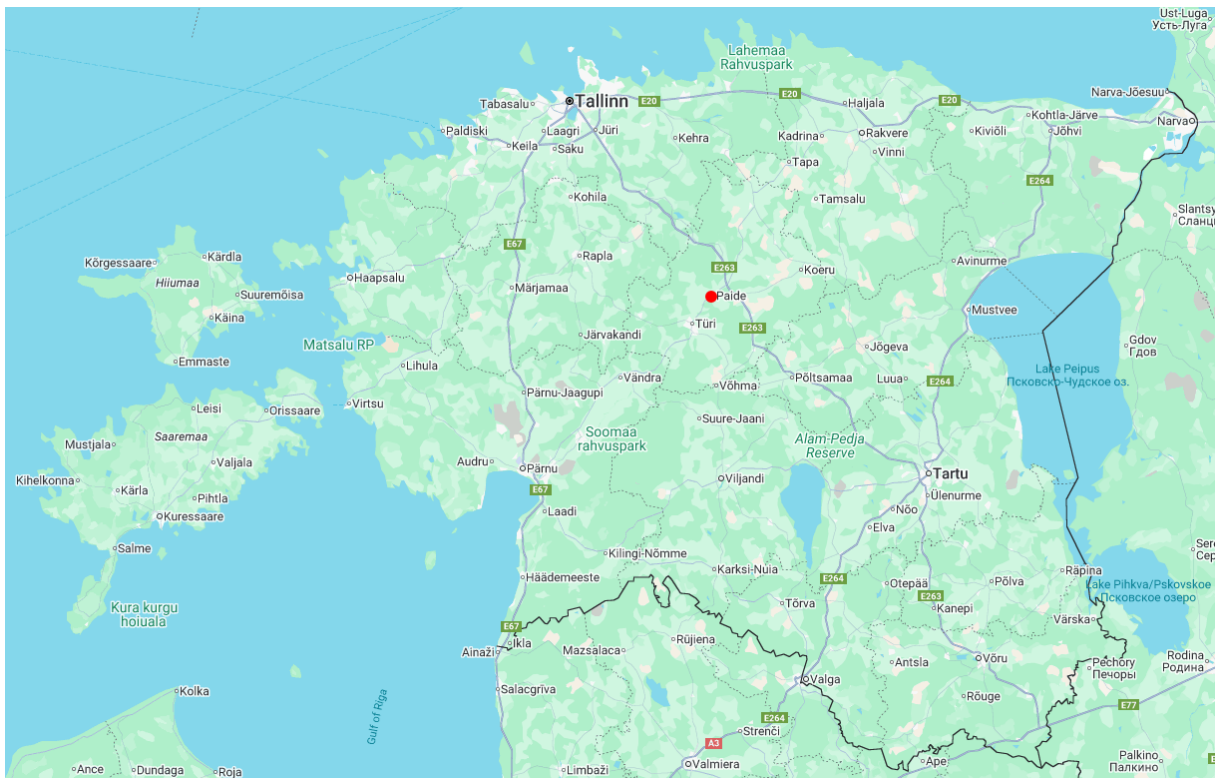 Ust-Luga
Усть-Луга
Lahemaa
Rahvuspark
Narva-Jõesuu
Tabasalu
Tallinn
E20
E20
Haljala
E20
Kohtla-Järve
Narva
Paldiski
Laagri
Jüri
Kehra
Kadrina
Rakvere
Kiviõli
Jõhvi
Keila
Saku
Vinni
Tapa
E263
E264
Kohila
Tamsalu
Slantsy
Сланцы
E67
Rapla
Kõrgessaare
Kärdla
Haapsalu
E263
Koeru
Avinurme
Hiiumaa
Suuremõisa
Märjamaa
Paide
Mustvee
Käina
Türi
E263
Matsalu RP
Järvakandi
Jõgeva
Gdov
Гдов
Emmaste
Lihula
Vändra
Võhma
Põltsamaa
Luua
E264
Lake Peipus
Псковско-Чудское оз.
Pärnu-Jaagupi
Leisi
Orissaare
Virtsu
Suure-Jaani
Mustjala
Saaremaa
Soomaa
rahvuspark
Alam-Pedja
Reserve
Valjala
Audru
Pärnu
Kihelkonna
Viljandi
Tartu
Kärla
Pihtla
E67
Ülenurme
Kuressaare
Laadi
Nõo
Elva
Salme
Kilingi-Nõmme
Karksi-Nuia
Häädemeeste
E264
Otepää
Põlva
Räpina
Lake Pihkva/Pskovskoe
Псковское озеро
Kura kurgu
hoiuala
Tõrva
E263
Kanepi
Värska
E67
Ikla
Ainaži
Mazsalaca
Rūjiena
Antsla
Võru
Pechory
Печоры
Rodina
Родина
Kolka
Salacgrīva
Valga
Rõuge
E77
Gulf of Riga
E264
Strenči
A3
Ance
Dundaga
Roja
Limbaži
Valmiera
Ape
Palkino
Палкино